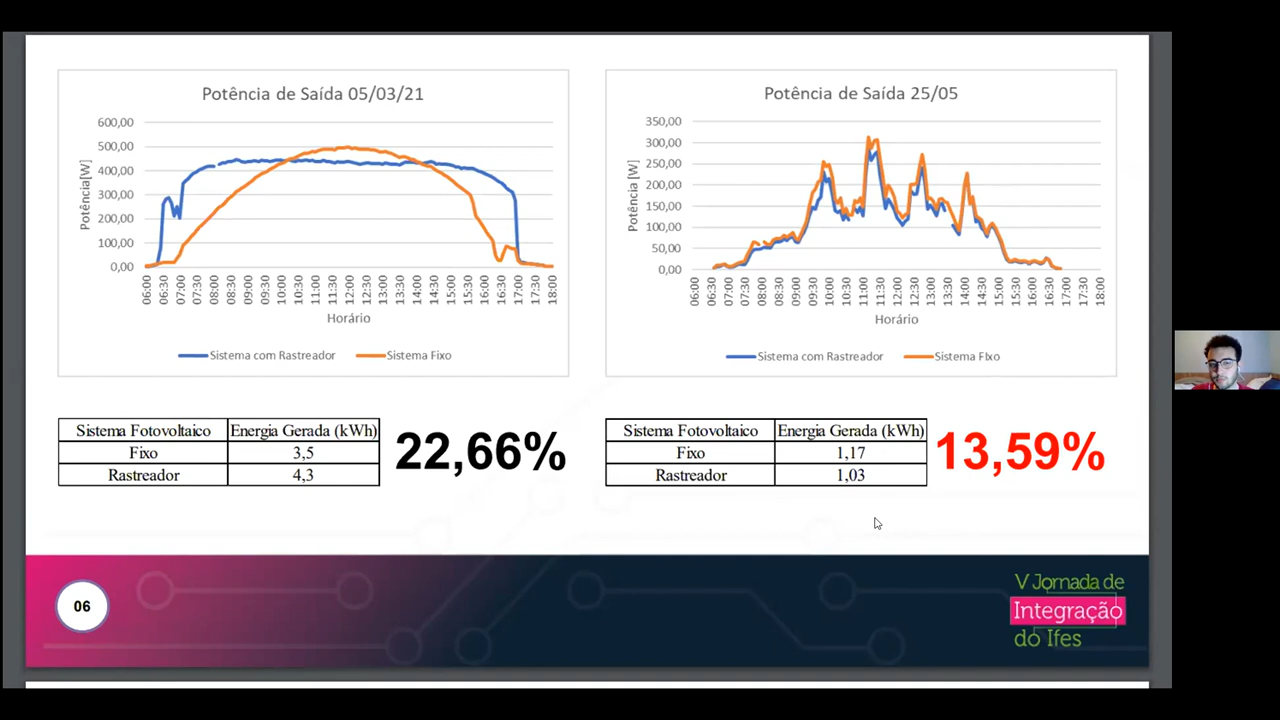 Potência de Saída 05/03/21
Potência[W]
600,00
500,00
400,00
300,00
200,00
100,00
0,00
06:00 06:30 07:00 07:30 08:00 08:30 09:00 09:30 10:00 10:30 11:00 11:30 12:00 12:30 13:00 13:30 14:00 14:30 15:00 15:30 16:00 16:30 17:00 17:30 18:00
Horário
Sistema com Rastreador Sistema Fixo
Potência de Saída 25/05
Potência [W]
350,00
300,00
250,00
200,00
150,00
100,00
50,00
0,00
06:00 06:30 07:00 07:30 08:00 08:30 09:00 09:30 10:00 10:30 11:00 11:30 12:00 12:30 13:00 13:30 14:00 14:30 15:00 15:30 16:00 16:30 17:00 17:30 18:00
Horário
Sistema com Rastreador Sistema FIxo
Sistema Fotovoltaico Energia Gerada (kWh)
Fixo 3,5
Rastreador 4,3
22,66%
Sistema Fotovoltaico Energia Gerada (kWh)
Fixo 1,17
Rastreador 1,03
13,59%
06
V Jornada de
Integração
do Ifes